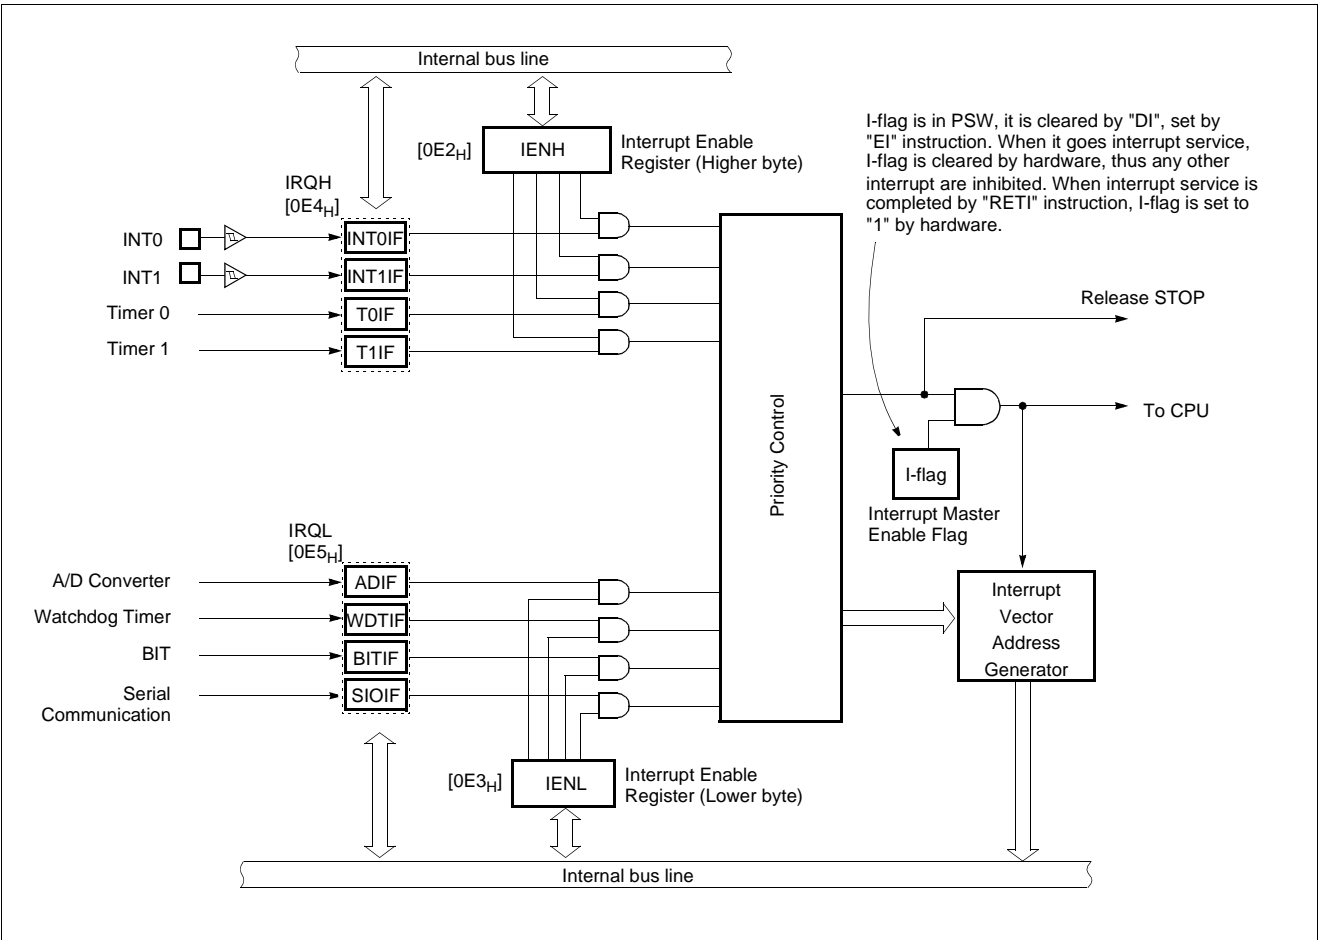 Internal bus line
I-flag is in PSW, it is cleared by "DI", set by
"EI" instruction. When it goes interrupt service,
I-flag is cleared by hardware, thus any other
interrupt are inhibited. When interrupt service is
completed by "RETI" instruction, I-flag is set to
"1" by hardware.
[0E2H]
IENH
Interrupt Enable
Register (Higher byte)
IRQH
[0E4H]
INT0
INT0IF
INT1
INT1IF
Timer 0
T0IF
Timer 1
T1IF
Release STOP
To CPU
Priority Control
I-flag
Interrupt Master
Enable Flag
IRQL
[0E5H]
A/D Converter
ADIF
Watchdog Timer
WDTIF
BIT
BITIF
Serial
Communication
SIOIF
Interrupt
Vector
Address
Generator
[0E3H]
IENL
Interrupt Enable
Register (Lower byte)
Internal bus line